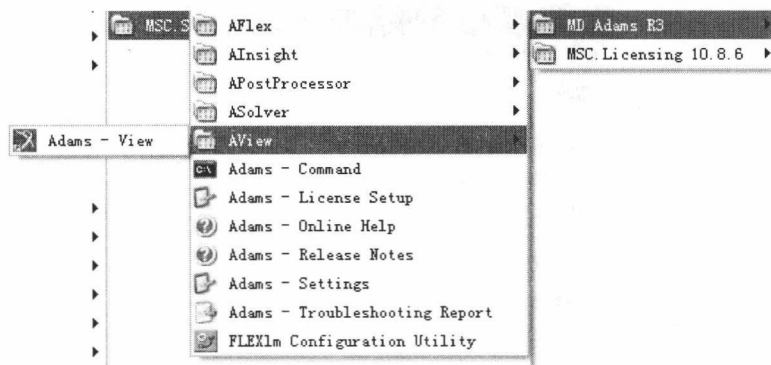 MSC.S
AFlex
AInsight
APostProcessor
ASolver
AView
Adams - Command
Adams - License Setup
Adams - Online Help
Adams - Release Notes
Adams - Settings
Adams - Troubleshooting Report
FLEXlm Configuration Utility
MD Adams R3
MSC.Licensing 10.8.6
Adams - View
C:\